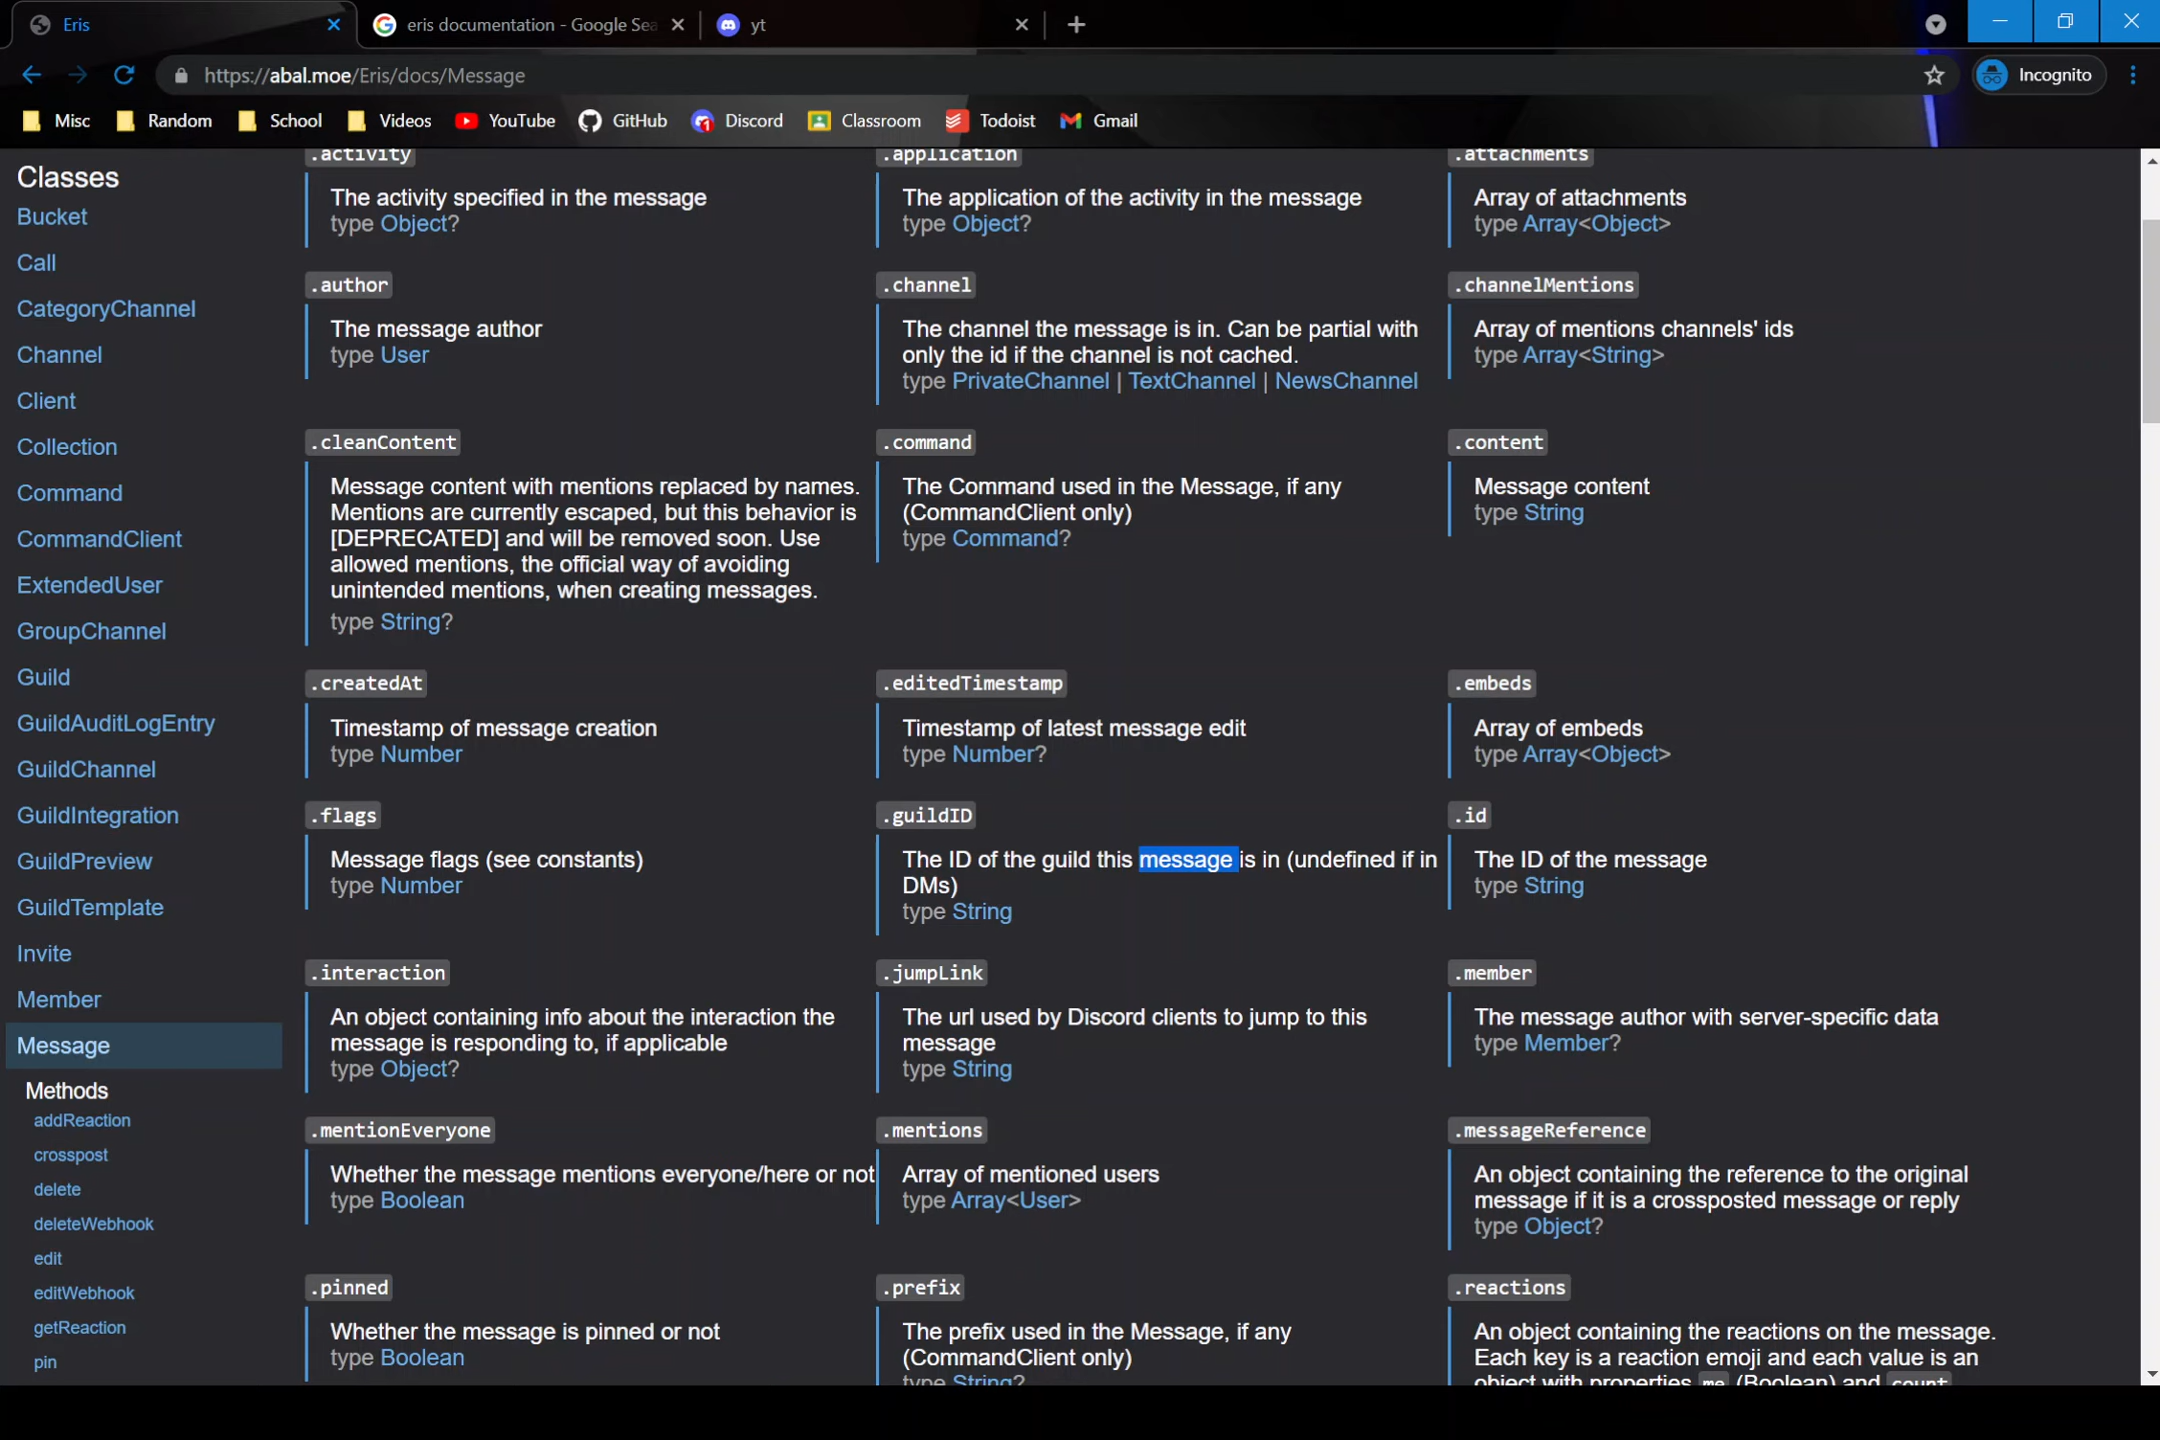 Eris
eris documentation - Google Sea
yt
https://abal.moe/Eris/docs/Message
Incognito
Misc
Random
School
Videos
YouTube
GitHub
Discord
Classroom
Todoist
Gmail
Classes
Bucket
Call
CategoryChannel
Channel
Client
Collection
Command
CommandClient
ExtendedUser
GroupChannel
Guild
GuildAuditLogEntry
GuildChannel
GuildIntegration
GuildPreview
GuildTemplate
Invite
Member
Message
Methods
addReaction
crosspost
delete
deleteWebhook
edit
editWebhook
getReaction
pin
.activity
The activity specified in the message
type Object?
.application
The application of the activity in the message
type Object?
.attachments
Array of attachments
type Array<Object>
.author
The message author
type User
.channel
The channel the message is in. Can be partial with
only the id if the channel is not cached.
type PrivateChannel | TextChannel | NewsChannel
.channelMentions
Array of mentions channels' ids
type Array<String>
.cleanContent
Message content with mentions replaced by names.
Mentions are currently escaped, but this behavior is
[DEPRECATED] and will be removed soon. Use
allowed mentions, the official way of avoiding
unintended mentions, when creating messages.
type String?
.command
The Command used in the Message, if any
(CommandClient only)
type Command?
.content
Message content
type String
.createdAt
Timestamp of message creation
type Number
.editedTimestamp
Timestamp of latest message edit
type Number?
.embeds
Array of embeds
type Array<Object>
.flags
Message flags (see constants)
type Number
.guildID
The ID of the guild this message is in (undefined if in
DMs)
type String
.id
The ID of the message
type String
.interaction
An object containing info about the interaction the
message is responding to, if applicable
type Object?
.jumpLink
The url used by Discord clients to jump to this
message
type String
.member
The message author with server-specific data
type Member?
.mentionEveryone
Whether the message mentions everyone/here or not
type Boolean
.mentions
Array of mentioned users
type Array<User>
.messageReference
An object containing the reference to the original
message if it is a crossposted message or reply
type Object?
.pinned
Whether the message is pinned or not
type Boolean
.prefix
The prefix used in the Message, if any
(CommandClient only)
type String?
.reactions
An object containing the reactions on the message.
Each key is a reaction emoji and each value is an
object with properties me (Boolean) and count